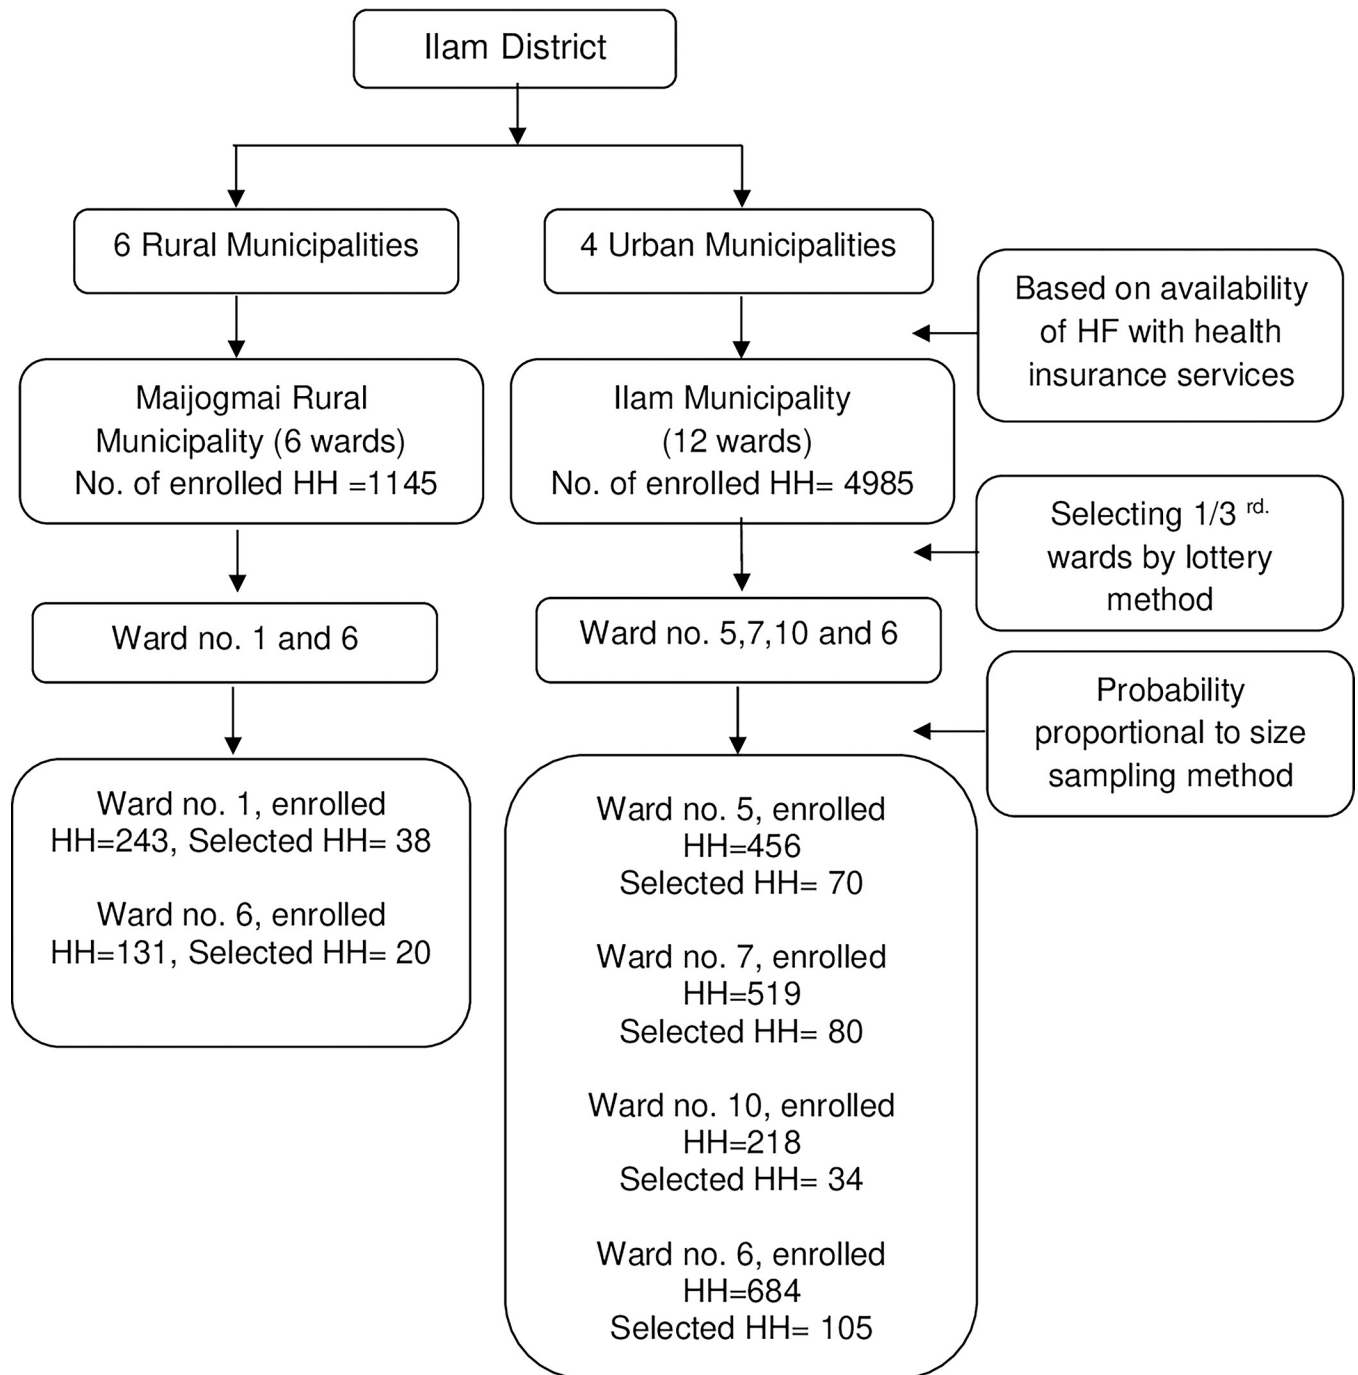 Ilam District
6 Rural Municipalities
4 Urban Municipalities
Based on availability
of HF with health
insurance services
Maijogmai Rural
Municipality (6 wards)
No. of enrolled HH =1145
Ilam Municipality
(12 wards)
No. of enrolled HH= 4985
Selecting 1/3 rd.
wards by lottery
method
Ward no. 1 and 6
Ward no. 5,7,10 and 6
Probability
proportional to size
sampling method
Ward no. 1, enrolled
HH=243, Selected HH= 38
Ward no. 6, enrolled
HH=131, Selected HH= 20
Ward no. 5, enrolled
HH=456
Selected HH= 70
Ward no. 7, enrolled
HH=519
Selected HH= 80
Ward no. 10, enrolled
HH=218
Selected HH= 34
Ward no. 6, enrolled
HH=684
Selected HH= 105